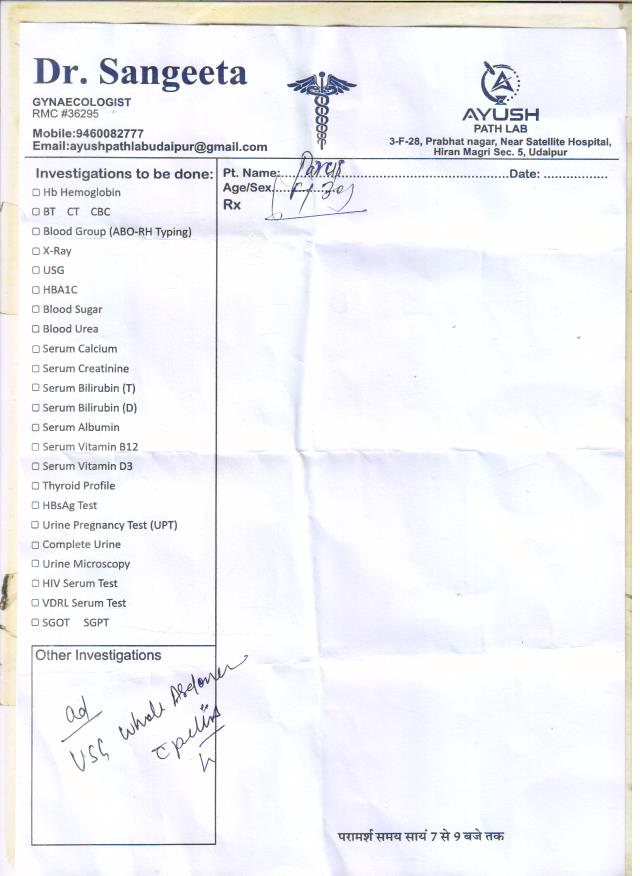 Dr. Sangeeta
GYNAECOLOGIST
RMC #36295
Mobile:9460082777
Email:ayushpathlabudaipur@gmail.com
AYUSH
PATH LAB
3-F-28, Prabhat nagar, Near Satellite Hospital,
Hiran Magri Sec. 5, Udaipur
Investigations to be done:
Hb Hemoglobin
BT CT CBC
Blood Group (ABO-RH Typing)
X-Ray
USG
HBA1C
Blood Sugar
Blood Urea
Serum Calcium
Serum Creatinine
Serum Bilirubin (T)
Serum Bilirubin (D)
Serum Albumin
Serum Vitamin B12
Serum Vitamin D3
Thyroid Profile
HBsAg Test
Urine Pregnancy Test (UPT)
Complete Urine
Urine Microscopy
HIV Serum Test
VDRL Serum Test
SGOT SGPT
Other Investigations
ad
USG Whole Abdomen
Pt. Name:
Date:
Age/Sex
Rx
परामर्श समय सायं 7 से 9 बजे तक